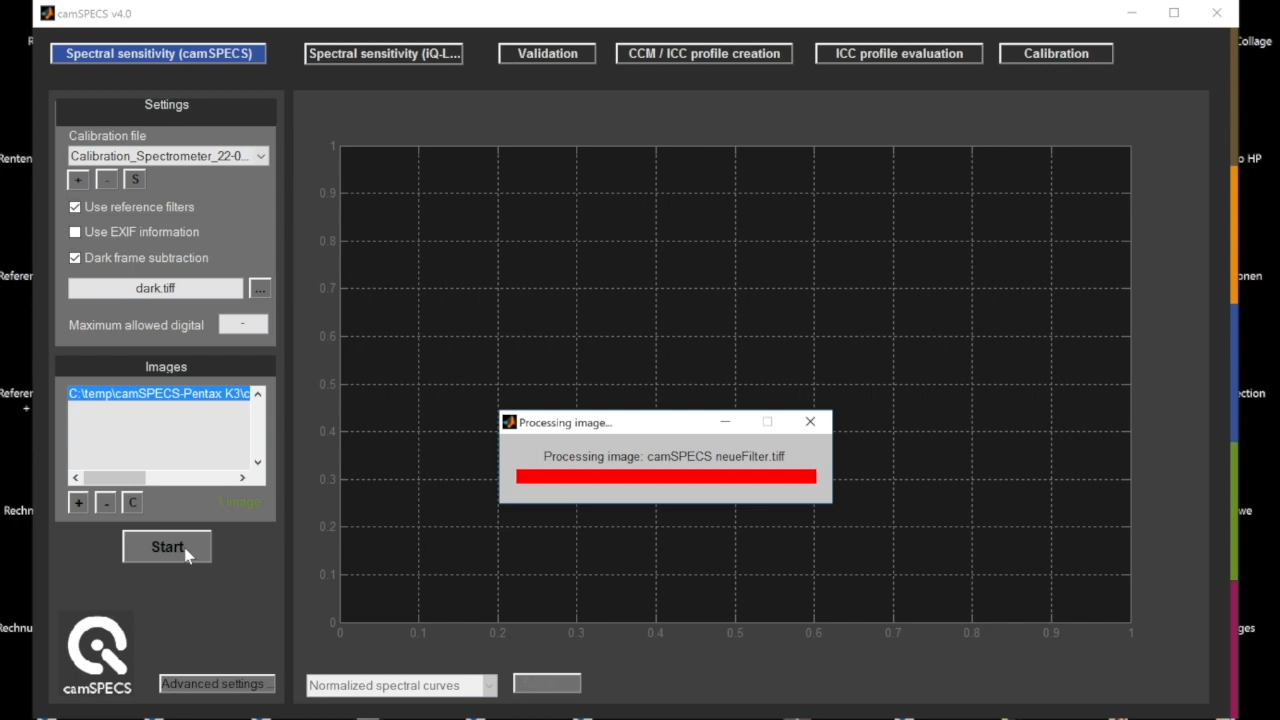 camSPECS v4.0
Collage
Spectral sensitivity (camSPECS)
Spectral sensitivity (iQ-L...
Validation
CCM / ICC profile creation
ICC profile evaluation
Calibration
Settings
Calibration file
Calibration_Spectrometer_22-0...
+ - S
Use reference filters
Use EXIF information
Dark frame subtraction
dark.tiff
...
Maximum allowed digital
-
Images
C:\temp\camSPECS-Pentax K3\c
+ - C
1 image
Start
camSPECS
Advanced settings ...
1
0.9
0.8
0.7
0.6
0.5
0.4
0.3
0.2
0.1
0
0 0.1 0.2 0.3 0.4 0.5 0.6 0.7 0.8 0.9 1
Processing image...
Processing image: camSPECS neueFilter.tiff
Normalized spectral curves
Renten
Referer
Referer
+
Rechn
Rechnu
o HP
onen
ection
we
ges